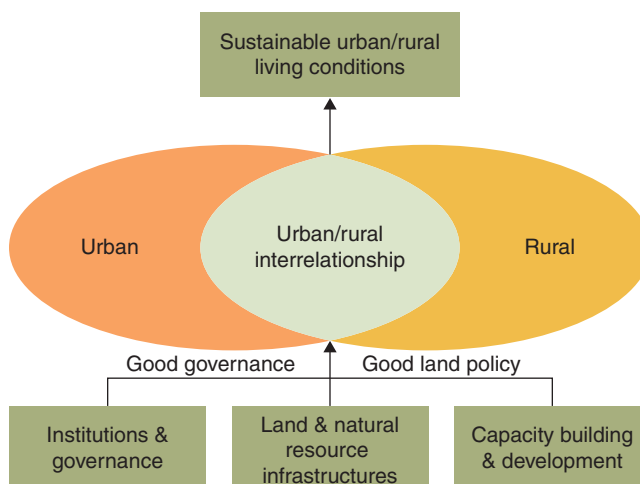 Sustainable urban/rural
living conditions
Urban
Urban/rural
interrelationship
Rural
Good governance
Good land policy
Institutions &
governance
Land & natural
resource
infrastructures
Capacity building
& development